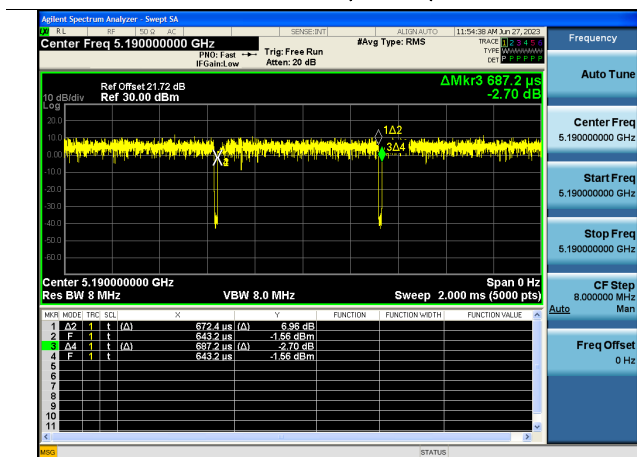 Agilent Spectrum Analyzer - Swept SA
RL RF 50 Ω AC SENSE:INT ALIGN AUTO 11:54:38 AM Jun 27, 2023
Center Freq 5.190000000 GHz #Avg Type: RMS TRACE 1 2 3 4 5 6
PNO: Fast Trig: Free Run TYPE
IFGain:Low Atten: 20 dB DET P P P P P P
Ref Offset 21.72 dB ΔMkr3 687.2 µs
10 dB/div Ref 30.00 dBm -2.70 dB
Log
20.0
10.0
0.00
-10.0
-20.0
-30.0
-40.0
-50.0
-60.0
1Δ2
3Δ4
Center 5.190000000 GHz Span 0 Hz
Res BW 8 MHz VBW 8.0 MHz Sweep 2.000 ms (5000 pts)
MKR MODE TRC SCL X Y FUNCTION FUNCTION WIDTH FUNCTION VALUE
1 Δ2 1 t (Δ) 672.4 µs (Δ) 6.96 dB
2 F 1 t 643.2 µs -1.56 dBm
3 Δ4 1 t (Δ) 687.2 µs (Δ) -2.70 dB
4 F 1 t 643.2 µs -1.56 dBm
5
6
7
8
9
10
11
MSG STATUS
Frequency
Auto Tune
Center Freq
5.190000000 GHz
Start Freq
5.190000000 GHz
Stop Freq
5.190000000 GHz
CF Step
8.000000 MHz
Auto Man
Freq Offset
0 Hz